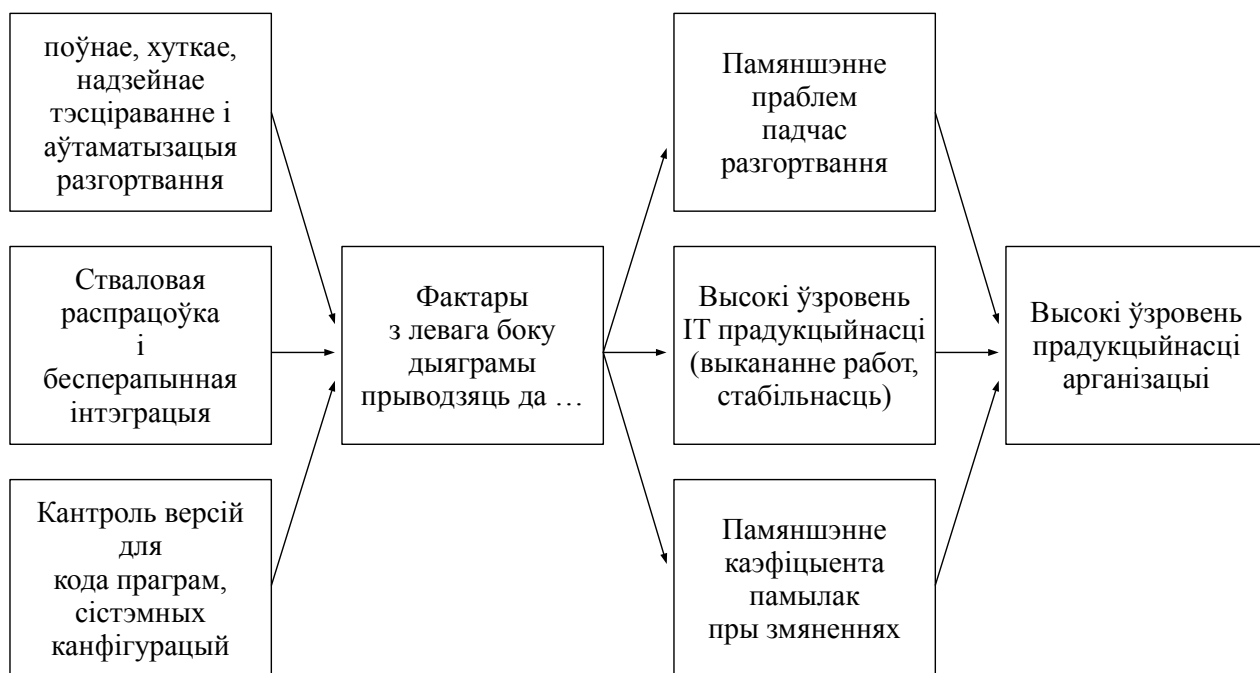 поўнае, хуткае,
надзейнае
тэсціраванне і
аўтаматызацыя
разгортвання
Стваловая
распрацоўка
і
бесперапынная
інтэграцыя
Кантроль версій
для
кода праграм,
сістэмных
канфігурацый
Фактары
з левага боку
дыяграмы
прыводзяць да …
Памяншэнне
праблем
падчас
разгортвання
Высокі ўзровень
ІТ прадукцыйнасці
(выкананне работ,
стабільнасць)
Памяншэнне
каэфіцыента
памылак
пры змяненнях
Высокі ўзровень
прадукцыйнасці
арганізацыі